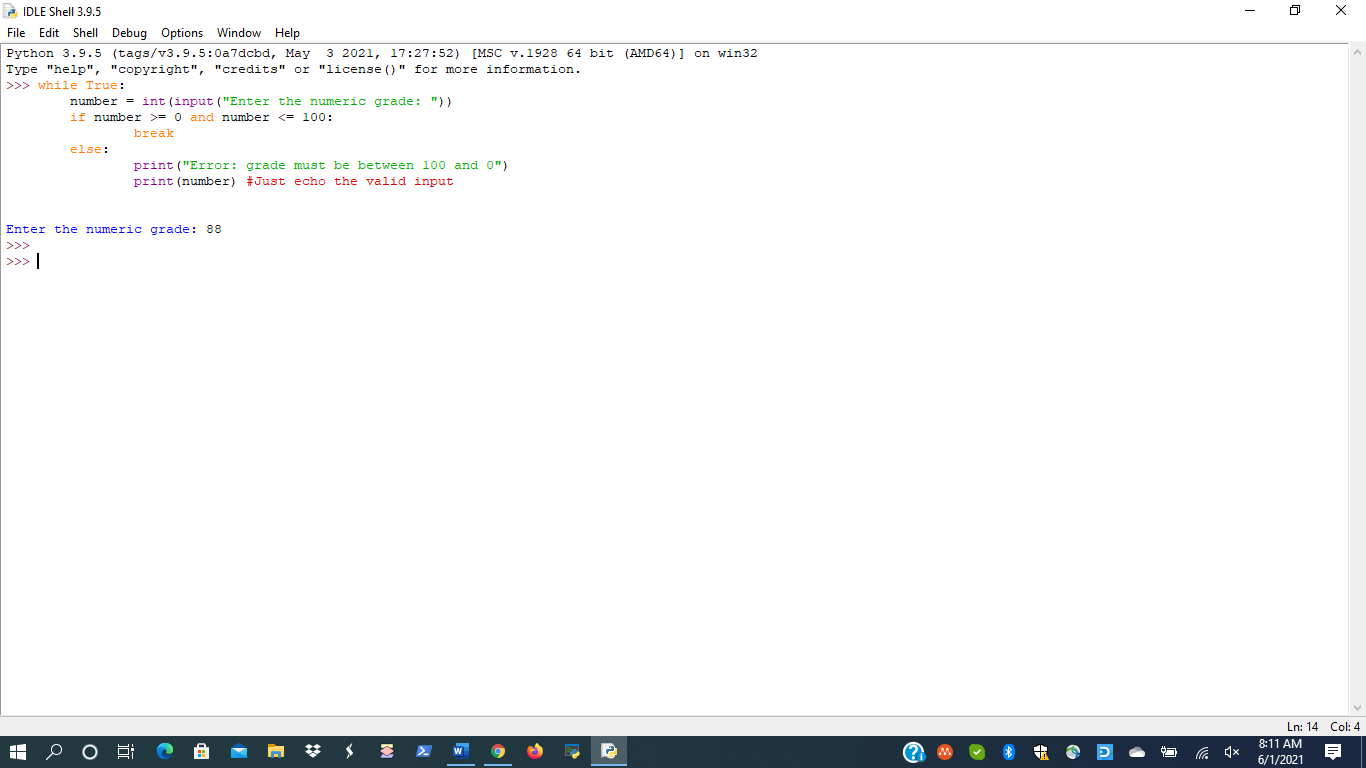 IDLE Shell 3.9.5
File Edit Shell Debug Options Window Help
Python 3.9.5 (tags/v3.9.5:0a7dcbd, May  3 2021, 17:27:52) [MSC v.1928 64 bit (AMD64)] on win32
Type "help", "copyright", "credits" or "license()" for more information.
>>> while True:
        number = int(input("Enter the numeric grade: "))
        if number >= 0 and number <= 100:
                break
        else:
                print("Error: grade must be between 100 and 0")
                print(number) #Just echo the valid input
Enter the numeric grade: 88
>>>
>>>
Ln: 14 Col: 4
8:11 AM
6/1/2021